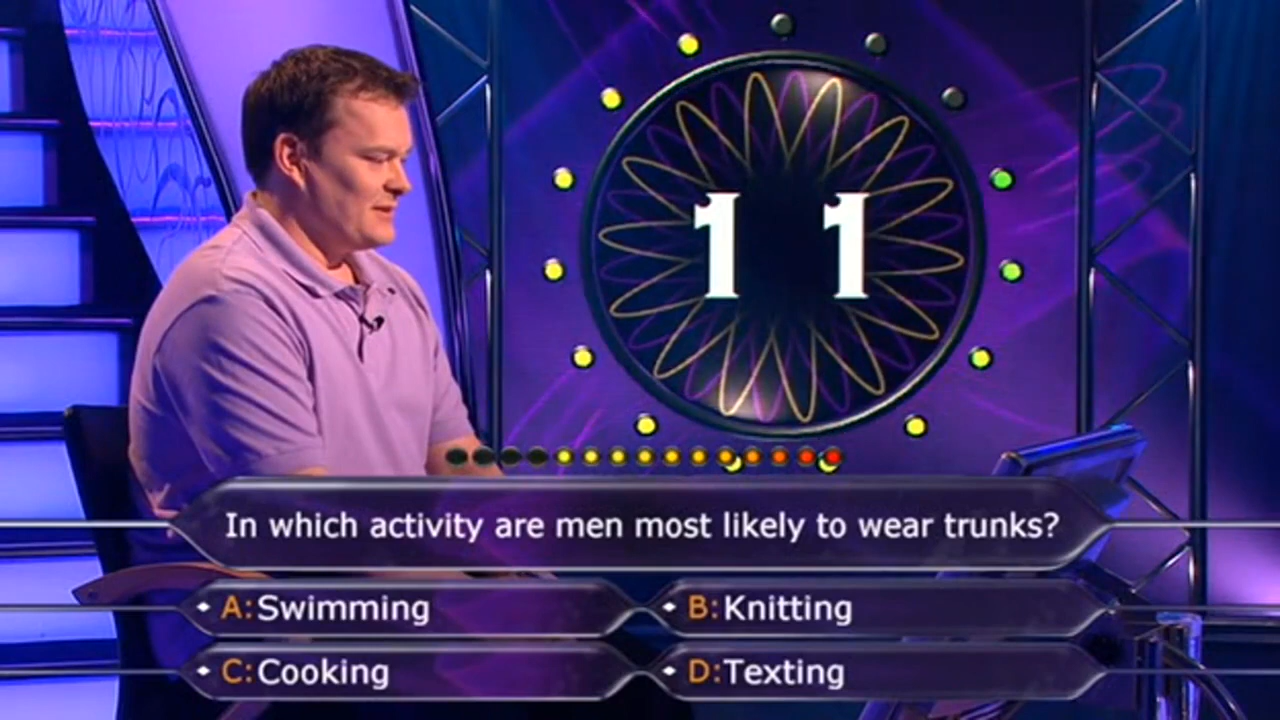 11
In which activity are men most likely to wear trunks?
A: Swimming
B: Knitting
C: Cooking
D: Texting